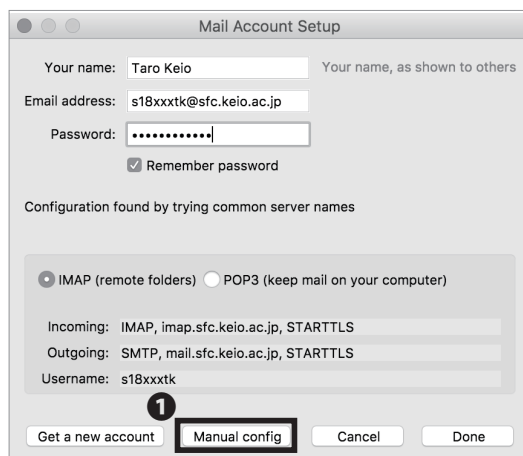 Mail Account Setup
Your name: Taro Keio Your name, as shown to others
Email address: s18xxxtk@sfc.keio.ac.jp
Password: ••••••••••••
Remember password
Configuration found by trying common server names
IMAP (remote folders) POP3 (keep mail on your computer)
Incoming: IMAP, imap.sfc.keio.ac.jp, STARTTLS
Outgoing: SMTP, mail.sfc.keio.ac.jp, STARTTLS
Username: s18xxxtk
❶
Get a new account Manual config Cancel Done